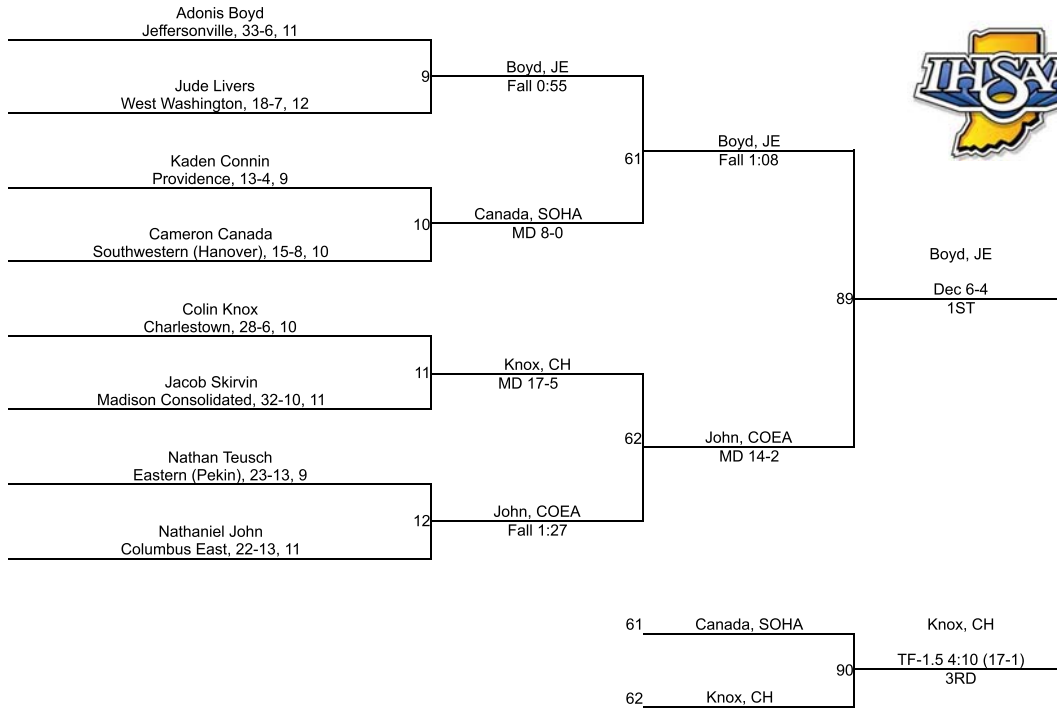 Adonis Boyd
Jeffersonville, 33-6, 11
Jude Livers
West Washington, 18-7, 12
9
Boyd, JE
Fall 0:55
Kaden Connin
Providence, 13-4, 9
Cameron Canada
Southwestern (Hanover), 15-8, 10
10
Canada, SOHA
MD 8-0
61
Boyd, JE
Fall 1:08
Colin Knox
Charlestown, 28-6, 10
Jacob Skirvin
Madison Consolidated, 32-10, 11
11
Knox, CH
MD 17-5
Nathan Teusch
Eastern (Pekin), 23-13, 9
Nathaniel John
Columbus East, 22-13, 11
12
John, COEA
Fall 1:27
62
John, COEA
MD 14-2
89
Boyd, JE
Dec 6-4
1ST
61
Canada, SOHA
62
Knox, CH
90
Knox, CH
TF-1.5 4:10 (17-1)
3RD
IHSAA